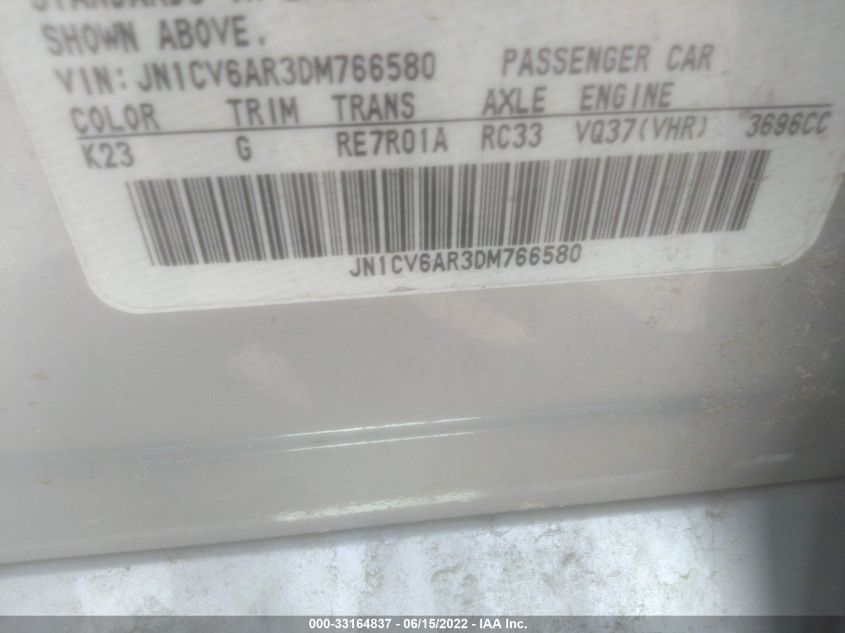 SHOWN ABOVE.
VIN: JN1CV6AR3DM766580 PASSENGER CAR
COLOR TRIM TRANS AXLE ENGINE
K23 G RE7R01A RC33 VQ37(VHR) 3696CC
JN1CV6AR3DM766580
000-33164837 - 06/15/2022 - IAA Inc.